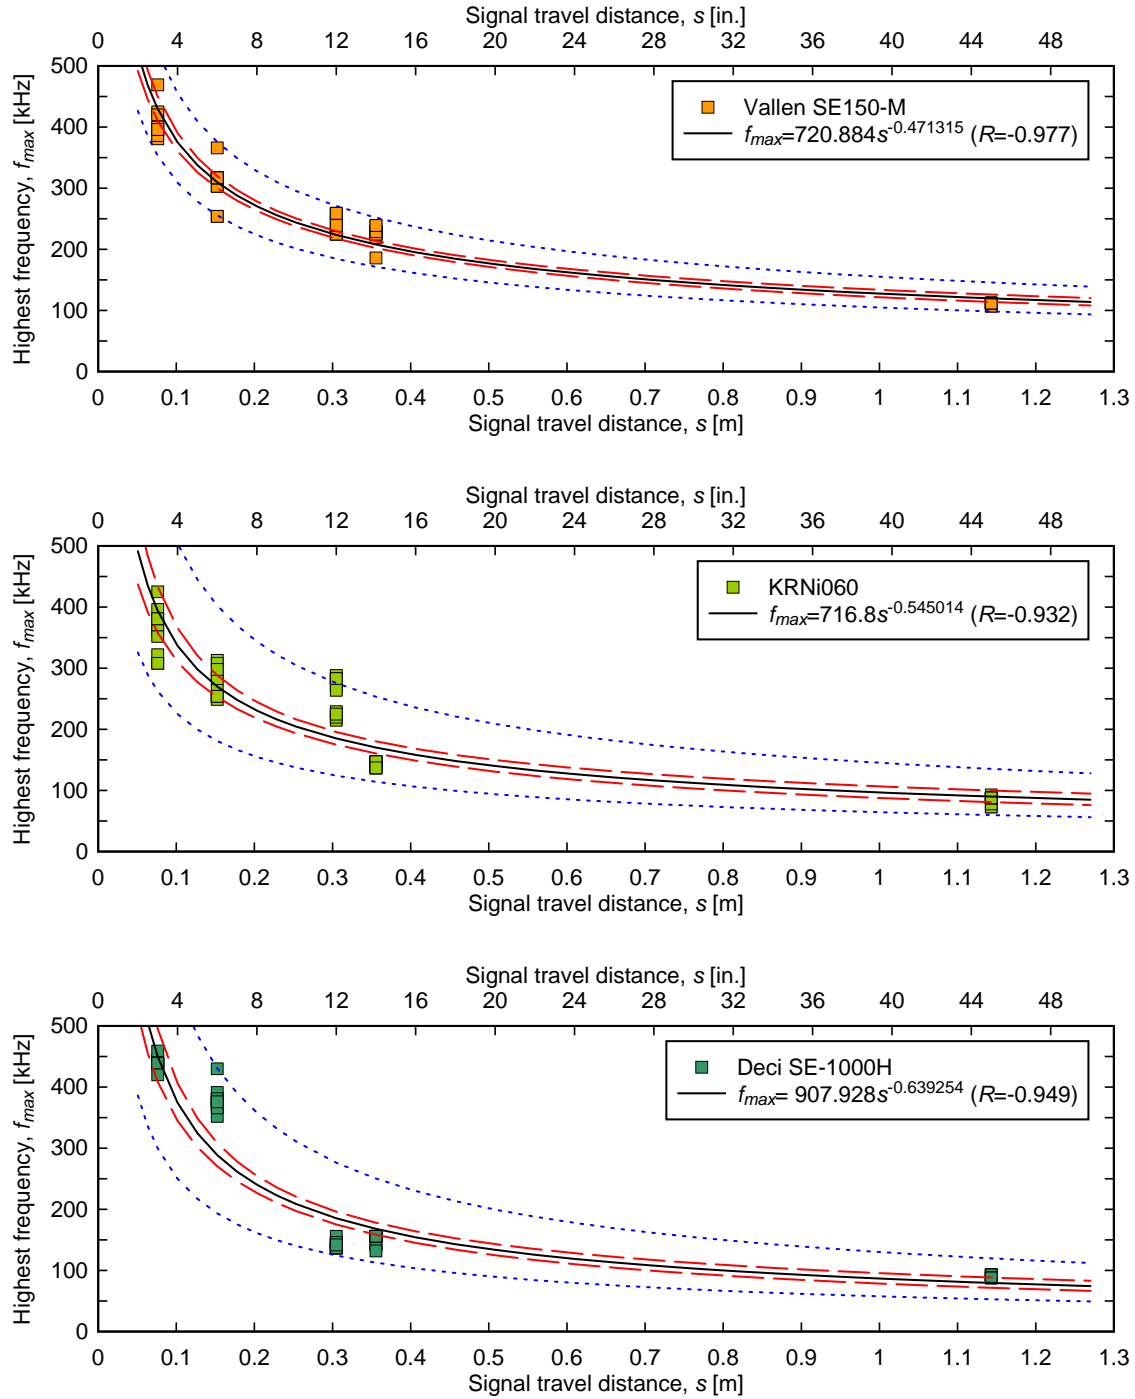 Signal travel distance, s [in.]
0 4 6 8 12 14 16 20 24 28 32 36 40 44 48
500
400
300
200
100
0
Highest frequency, fmax [kHz]
Vallen SE150-M
fmax=720.884s-0.471315 (R=-0.977)
0 0.1 0.2 0.3 0.4 0.5 0.6 0.7 0.8 0.9 1 1.1 1.2 1.3
Signal travel distance, s [m]
Signal travel distance, s [in.]
0 4 8 12 16 20 24 28 32 36 40 44 48
500
400
300
200
100
0
Highest frequency, fmax [kHz]
KRNi060
fmax=716.8s-0.545014 (R=-0.932)
0 0.1 0.2 0.3 0.4 0.5 0.6 0.7 0.8 0.9 1 1.1 1.2 1.3
Signal travel distance, s [m]
Signal travel distance, s [in.]
0 4 8 12 16 20 24 28 32 36 40 44 48
500
400
300
200
100
0
Highest frequency, fmax [kHz]
Deci SE-1000H
fmax= 907.928s-0.639254 (R=-0.949)
0 0.1 0.2 0.3 0.4 0.5 0.6 0.7 0.8 0.9 1 1.1 1.2 1.3
Signal travel distance, s [m]